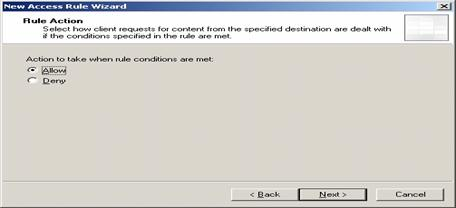 New Access Rule Wizard
Rule Action
Select how client requests for content from the specified destination are dealt with
if the conditions specified in the rule are met.
Action to take when rule conditions are met:
Allow
Deny
< Back
Next >
Cancel